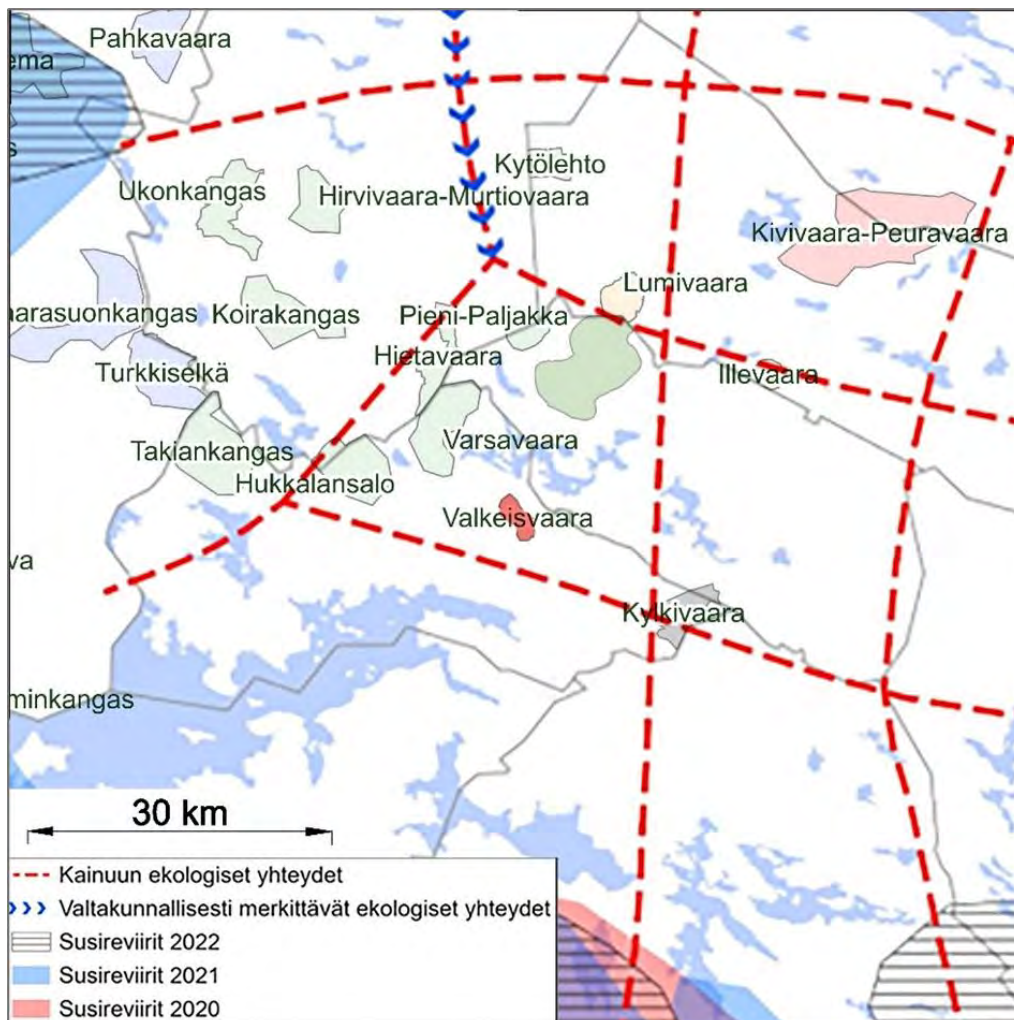 Pahkavaara
ema
s
Kytölehto
Ukonkangas
Hirvivaara-Murtiovaara
Kivivaara-Peuravaara
Lumivaara
arasuonkangas
Koirakangas
Pieni-Paljakka
Hietavaara
Turkkiselkä
Illevaara
Takiankangas
Varsavaara
Hukkalansalo
Valkeisvaara
va
Kylkivaara
minkangas
30 km
Kainuun ekologiset yhteydet
Valtakunnallisesti merkittävät ekologiset yhteydet
Susireviirit 2022
Susireviirit 2021
Susireviirit 2020